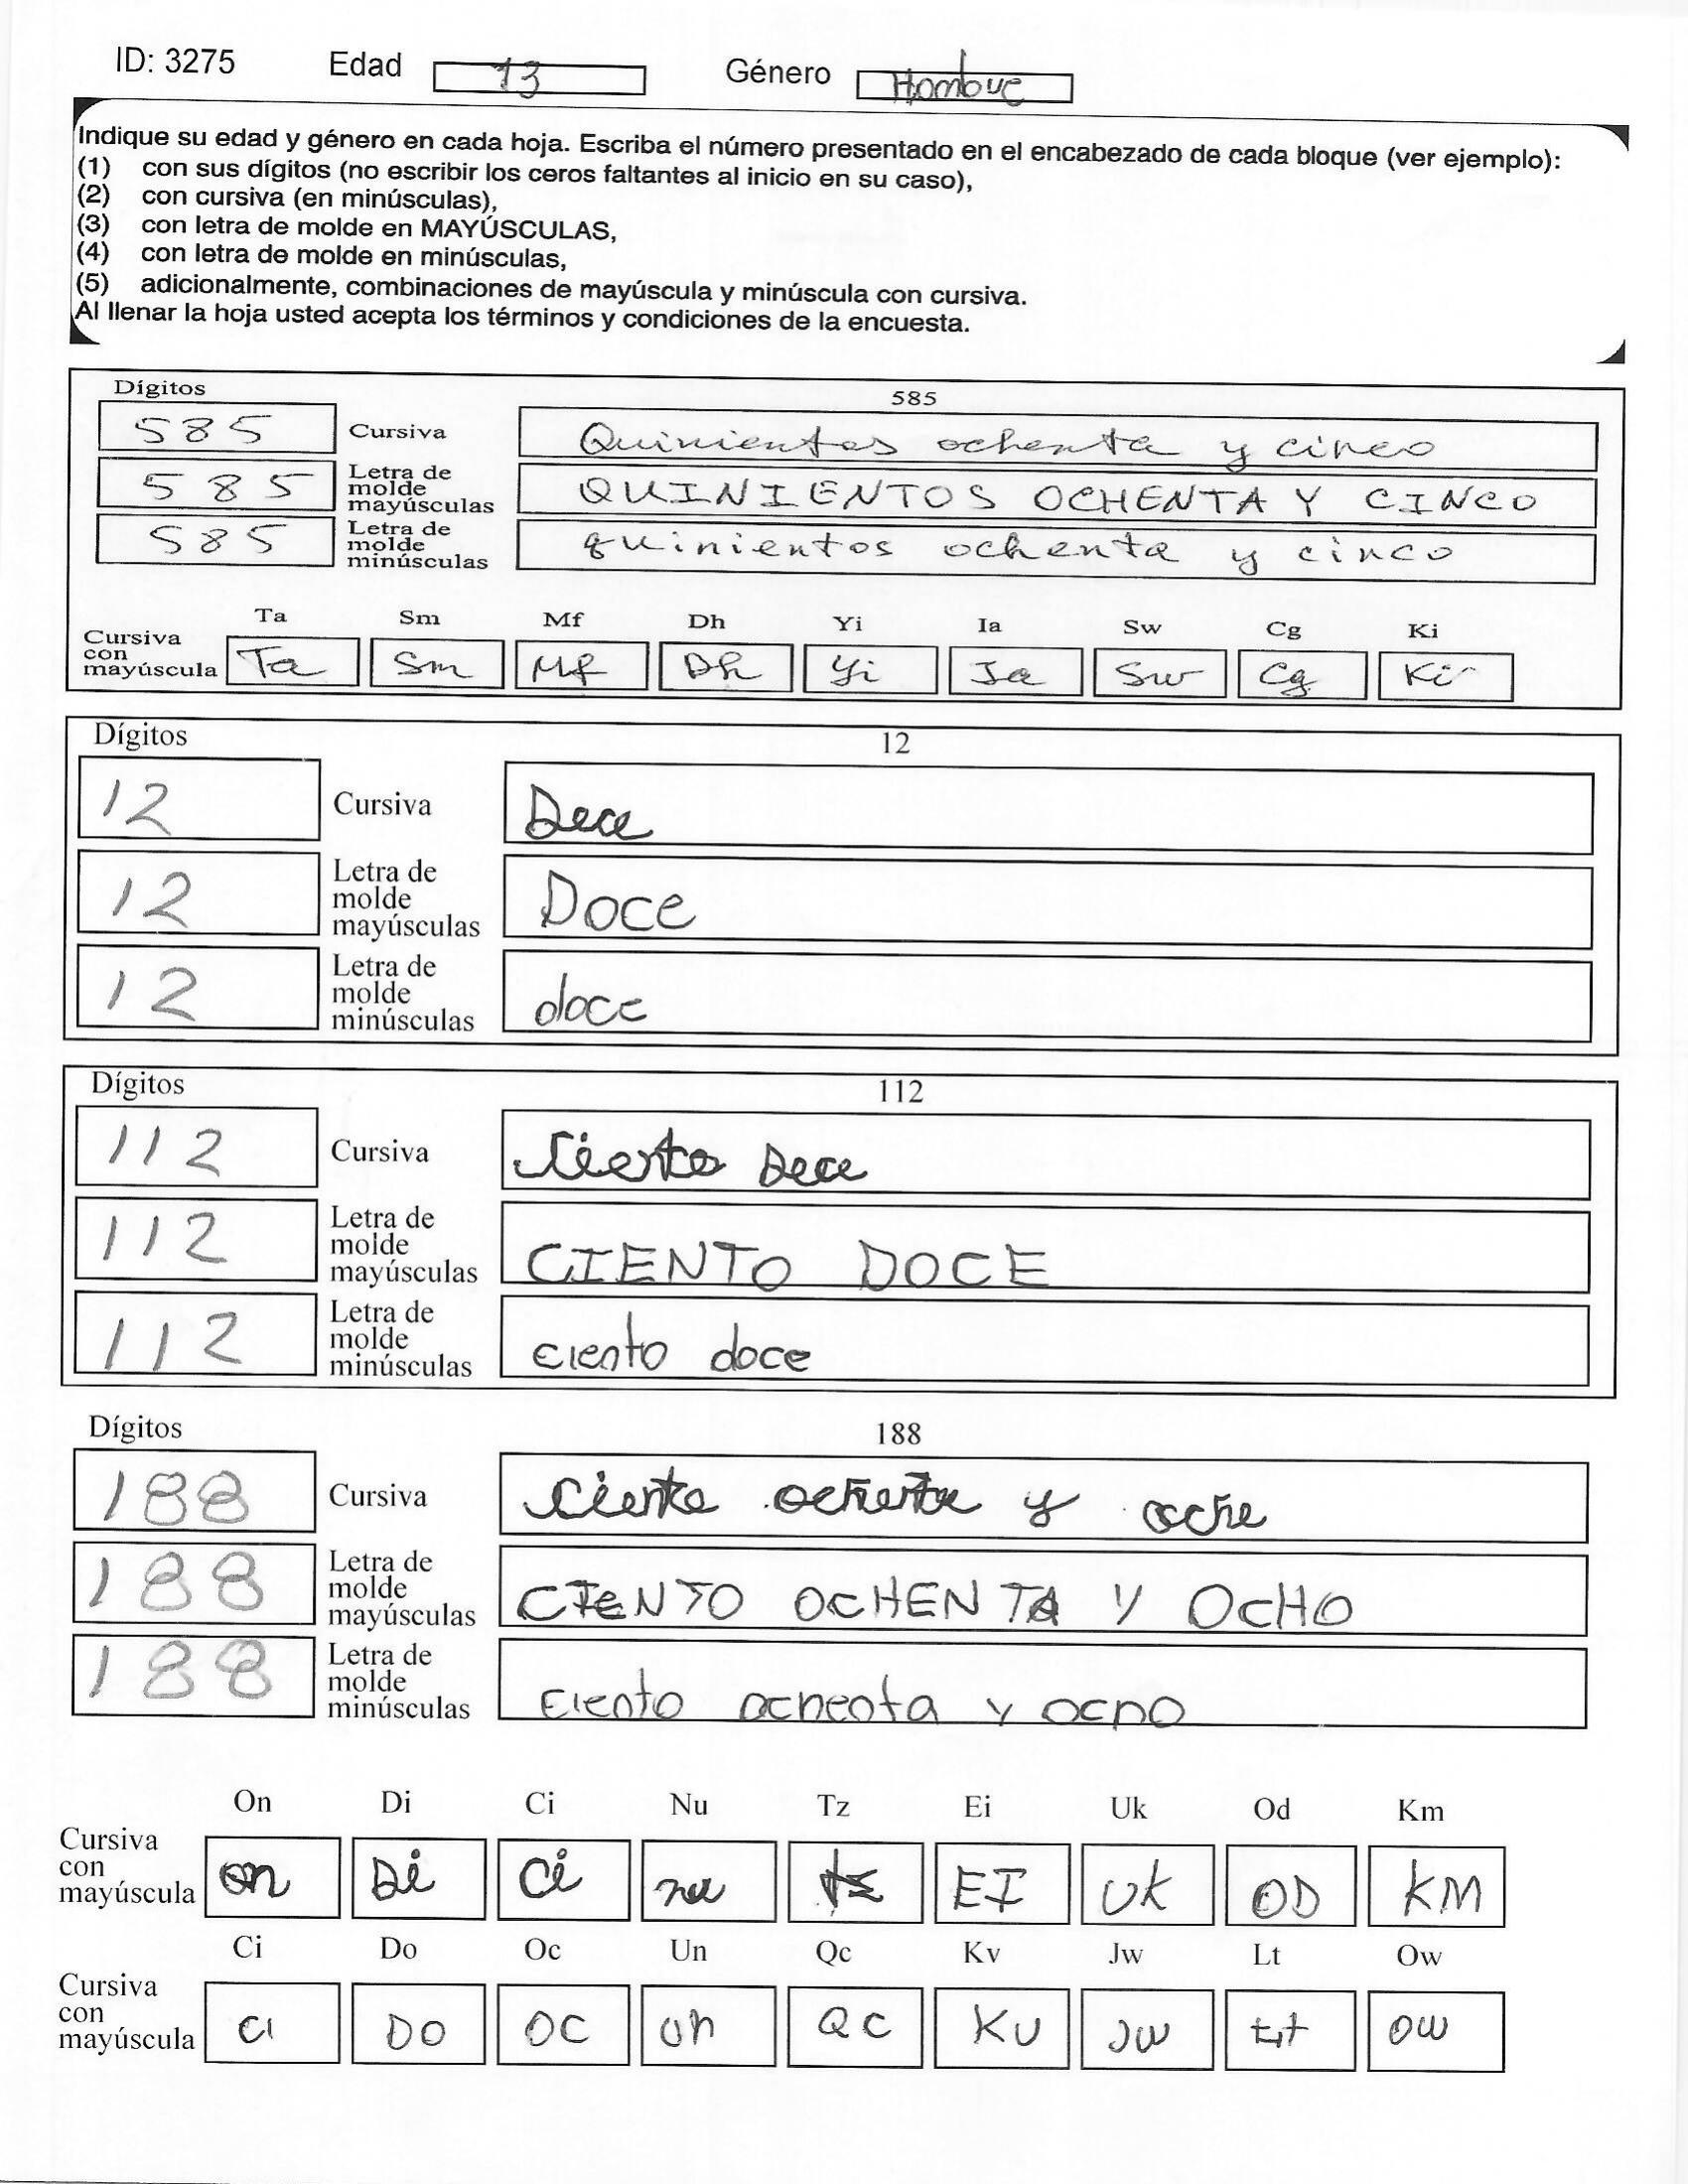 ID: 3275 Edad 13 Género Hombre
Indique su edad y género en cada hoja. Escriba el número presentado en el encabezado de cada bloque (ver ejemplo):
(1) con sus dígitos (no escribir los ceros faltantes al inicio en su caso),
(2) con cursiva (en minúsculas),
(3) con letra de molde en MAYÚSCULAS,
(4) con letra de molde en minúsculas,
(5) adicionalmente, combinaciones de mayúscula y minúscula con cursiva.
Al llenar la hoja usted acepta los términos y condiciones de la encuesta.
Dígitos 585
585 Cursiva Quinientos ochenta y cinco
585 Letra de molde mayúsculas QUINIENTOS OCHENTA Y CINCO
585 Letra de molde minúsculas quinientos ochenta y cinco
Ta Sm Mf Dh Yi Ia Sw Cg Ki
Cursiva con mayúscula Ta Sm Mf Dh Yi Ia Sw Cg Ki
Dígitos 12
12 Cursiva Doce
12 Letra de molde mayúsculas DOCe
12 Letra de molde minúsculas doce
Dígitos 112
112 Cursiva Ciento Doce
112 Letra de molde mayúsculas CIENTO DOCE
112 Letra de molde minúsculas ciento doce
Dígitos 188
188 Cursiva Ciento ochenta y ocho
188 Letra de molde mayúsculas CIeNTO OCHENTA Y OCHO
188 Letra de molde minúsculas ciento ochenta y ocho
On Di Ci Nu Tz Ei Uk Od Km
Cursiva con mayúscula on Di Ci nu tz EI Uk OD KM
Ci Do Oc Un Qc Kv Jw Lt Ow
Cursiva con mayúscula CI DO OC Un QC KU JW OW